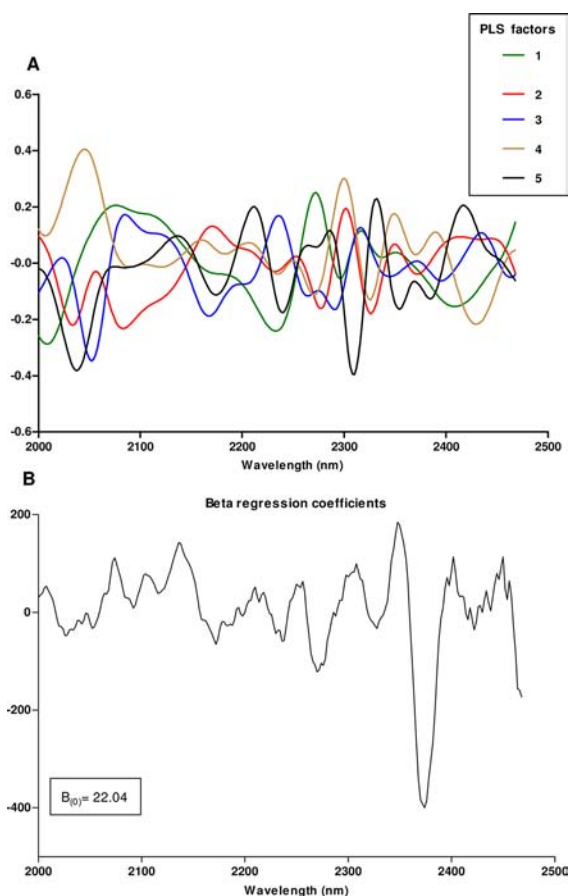 PLS factors
1
2
3
4
5
A
0.6
0.4
0.2
-0.0
-0.2
-0.4
-0.6
2000 2100 2200 2300 2400 2500
Wavelength (nm)
B
Beta regression coefficients
200
0
-200
-400
B(0)= 22.04
2000 2100 2200 2300 2400 2500
Wavelength (nm)